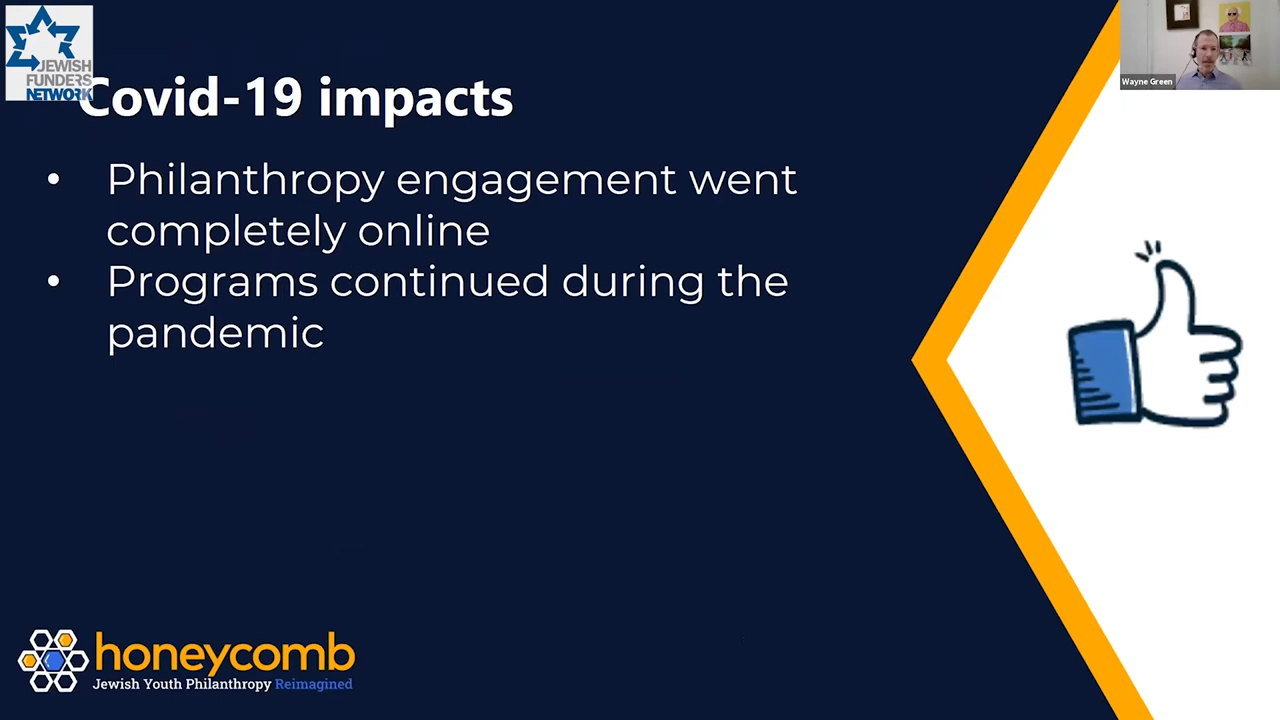 JEWISH
FUNDERS
NETWORK
Covid-19 impacts
Wayne Green
• Philanthropy engagement went
completely online
• Programs continued during the
pandemic
honeycomb
Jewish Youth Philanthropy Reimagined